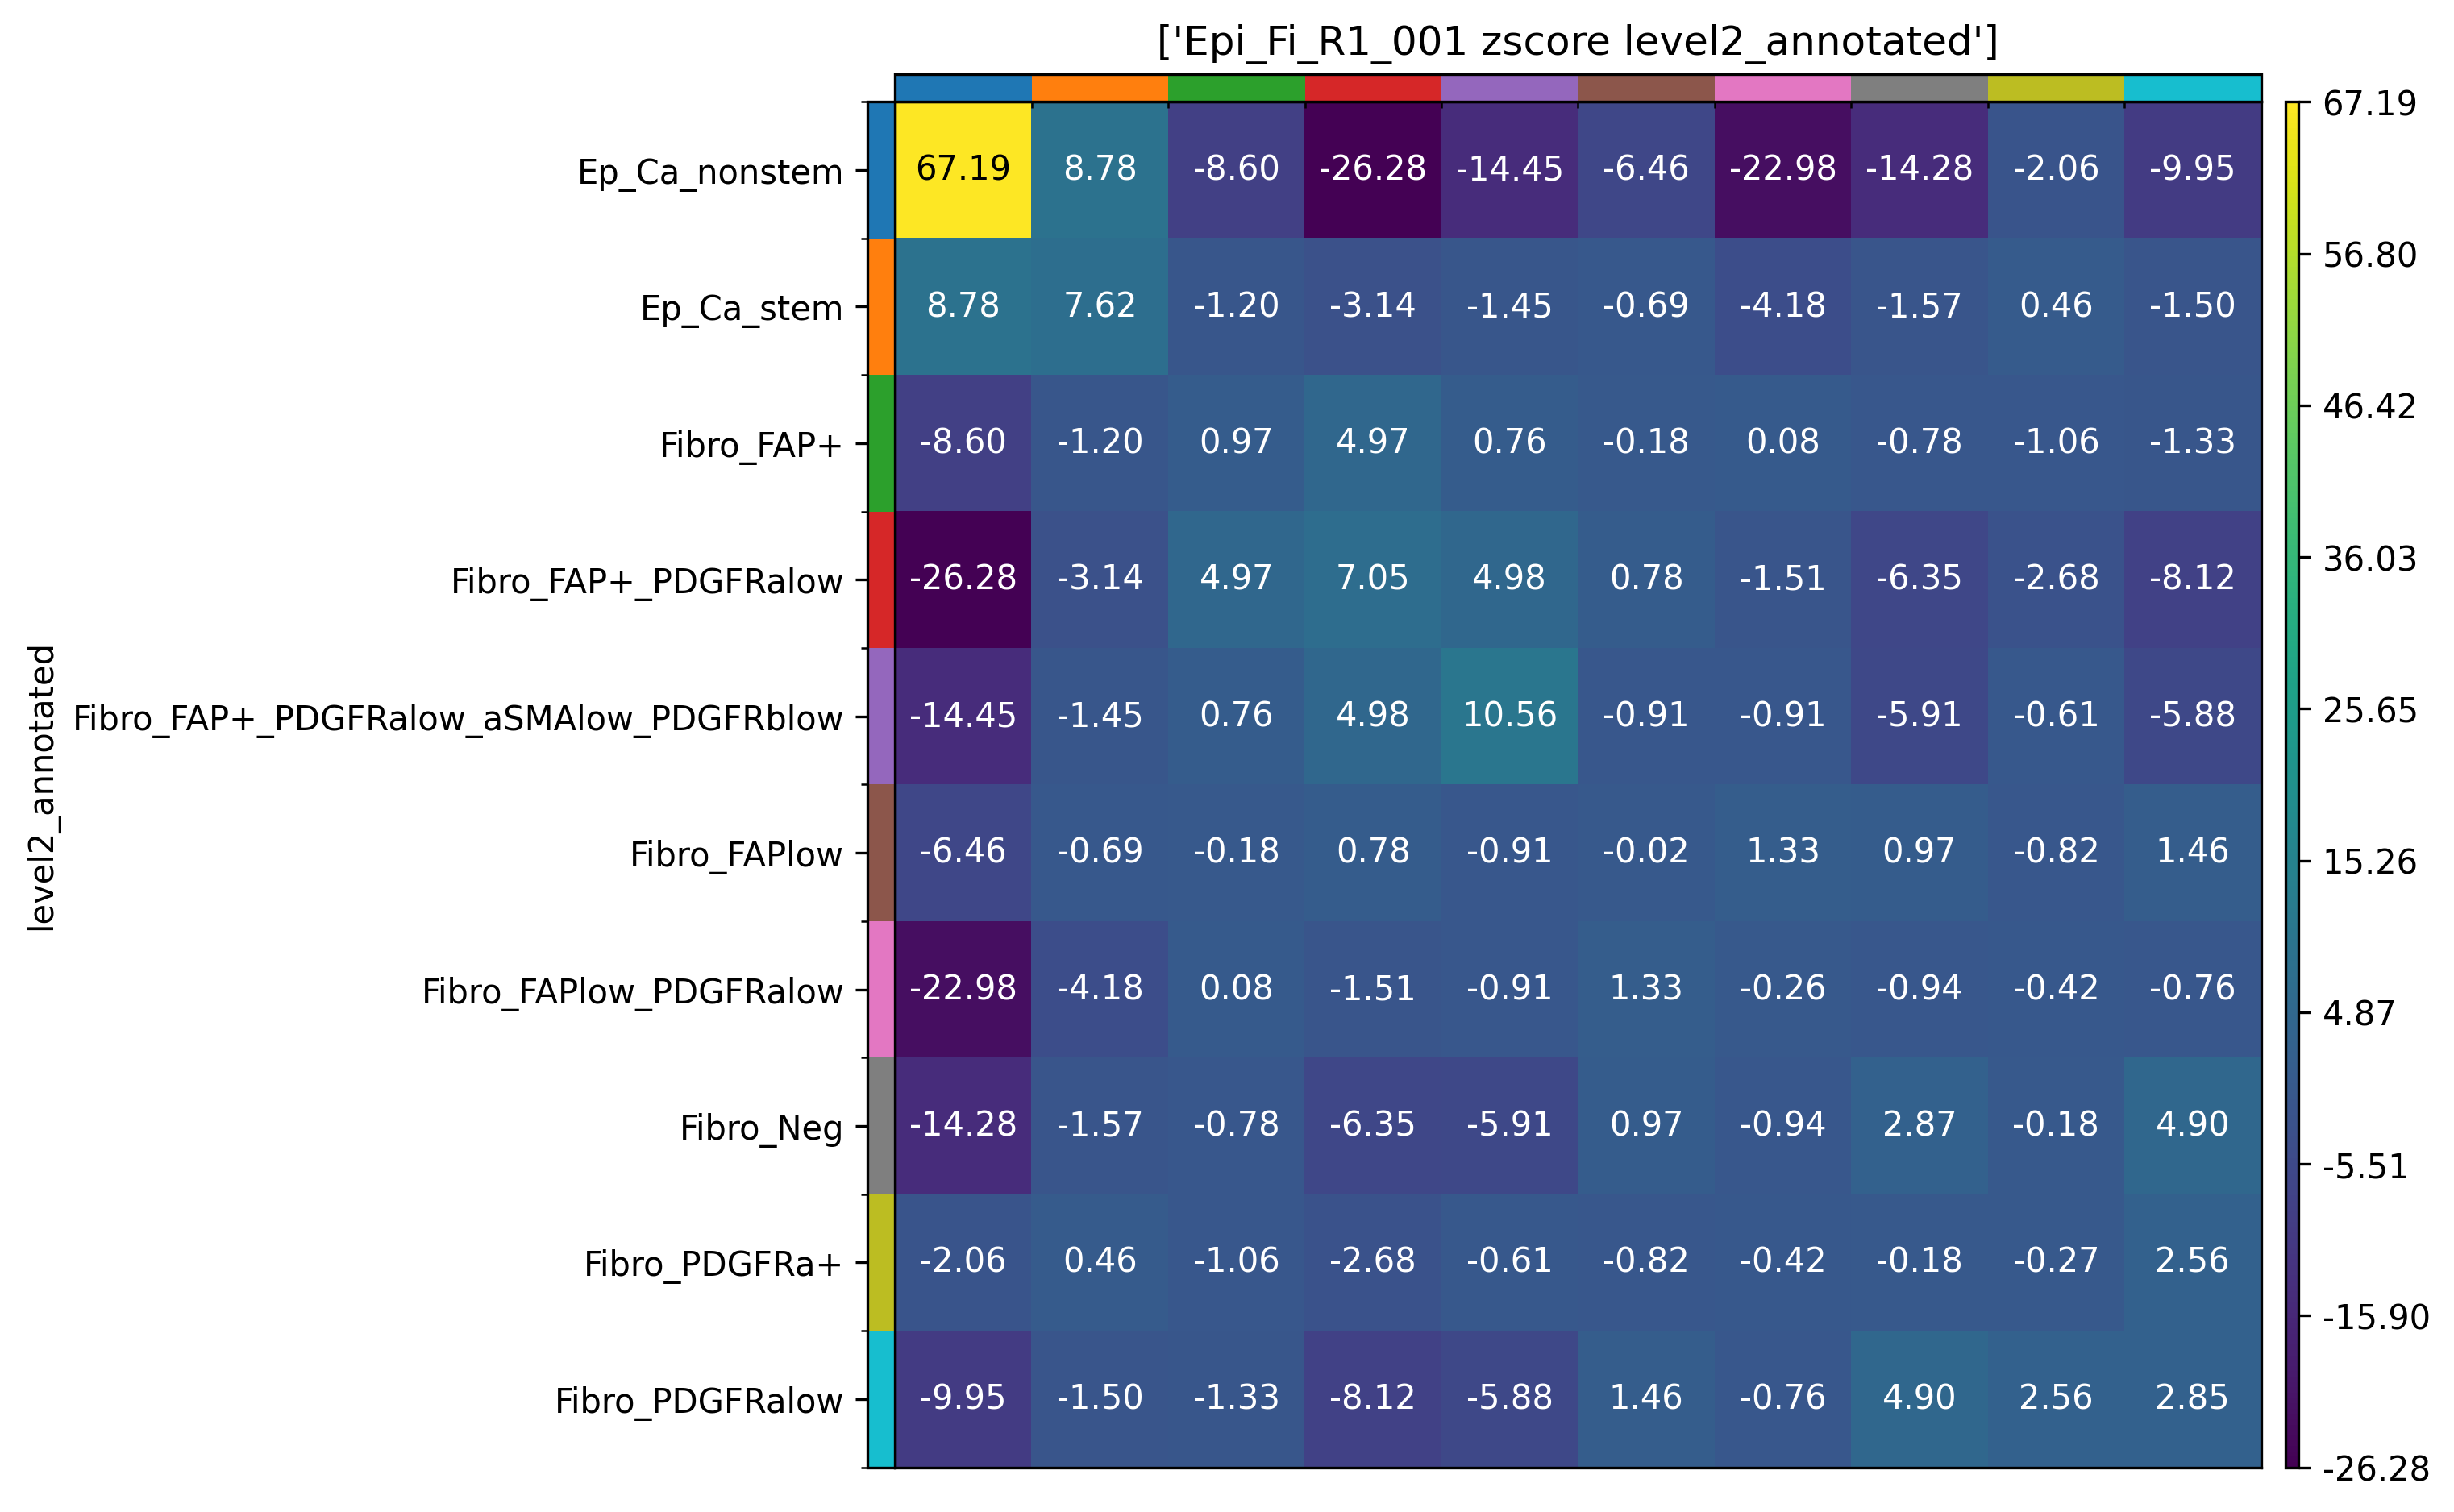 ['Epi_Fi_R1_001 zscore level2_annotated']
level2_annotated
Ep_Ca_nonstem 67.19 8.78 -8.60 -26.28 -14.45 -6.46 -22.98 -14.28 -2.06 -9.95
Ep_Ca_stem 8.78 7.62 -1.20 -3.14 -1.45 -0.69 -4.18 -1.57 0.46 -1.50
Fibro_FAP+ -8.60 -1.20 0.97 4.97 0.76 -0.18 0.08 -0.78 -1.06 -1.33
Fibro_FAP+_PDGFRalow -26.28 -3.14 4.97 7.05 4.98 0.78 -1.51 -6.35 -2.68 -8.12
Fibro_FAP+_PDGFRalow_aSMAlow_PDGFRblow -14.45 -1.45 0.76 4.98 10.56 -0.91 -0.91 -5.91 -0.61 -5.88
Fibro_FAPlow -6.46 -0.69 -0.18 0.78 -0.91 -0.02 1.33 0.97 -0.82 1.46
Fibro_FAPlow_PDGFRalow -22.98 -4.18 0.08 -1.51 -0.91 1.33 -0.26 -0.94 -0.42 -0.76
Fibro_Neg -14.28 -1.57 -0.78 -6.35 -5.91 0.97 -0.94 2.87 -0.18 4.90
Fibro_PDGFRa+ -2.06 0.46 -1.06 -2.68 -0.61 -0.82 -0.42 -0.18 -0.27 2.56
Fibro_PDGFRalow -9.95 -1.50 -1.33 -8.12 -5.88 1.46 -0.76 4.90 2.56 2.85
67.19
56.80
46.42
36.03
25.65
15.26
4.87
-5.51
-15.90
-26.28